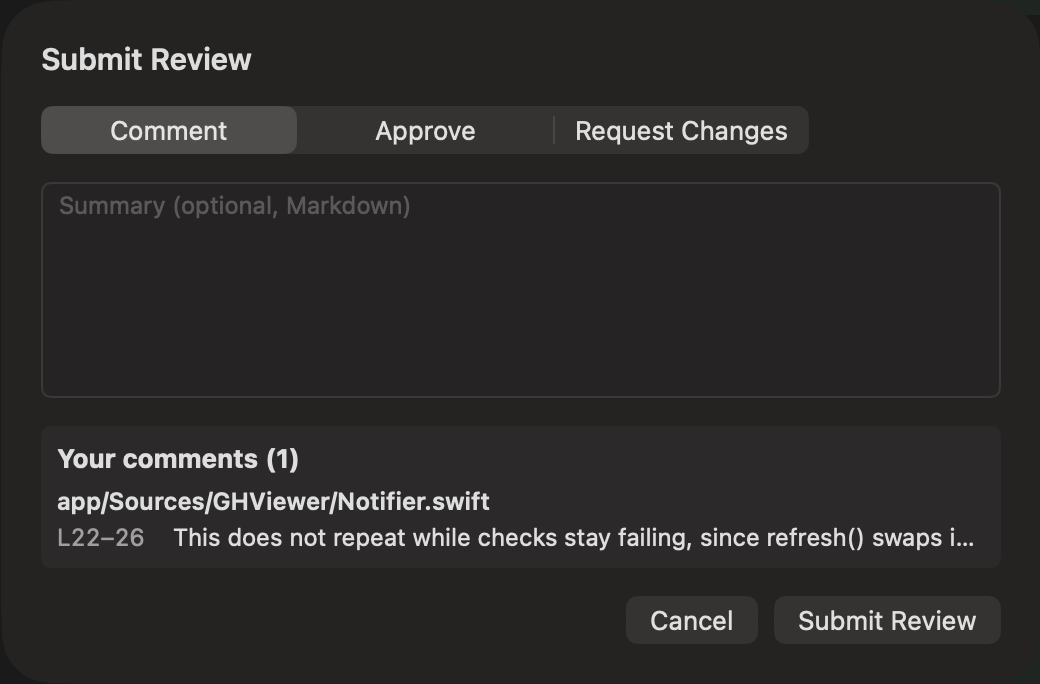 Submit Review
Comment Approve Request Changes
Summary (optional, Markdown)
Your comments (1)
app/Sources/GHViewer/Notifier.swift
L22–26 This does not repeat while checks stay failing, since refresh() swaps i...
Cancel Submit Review